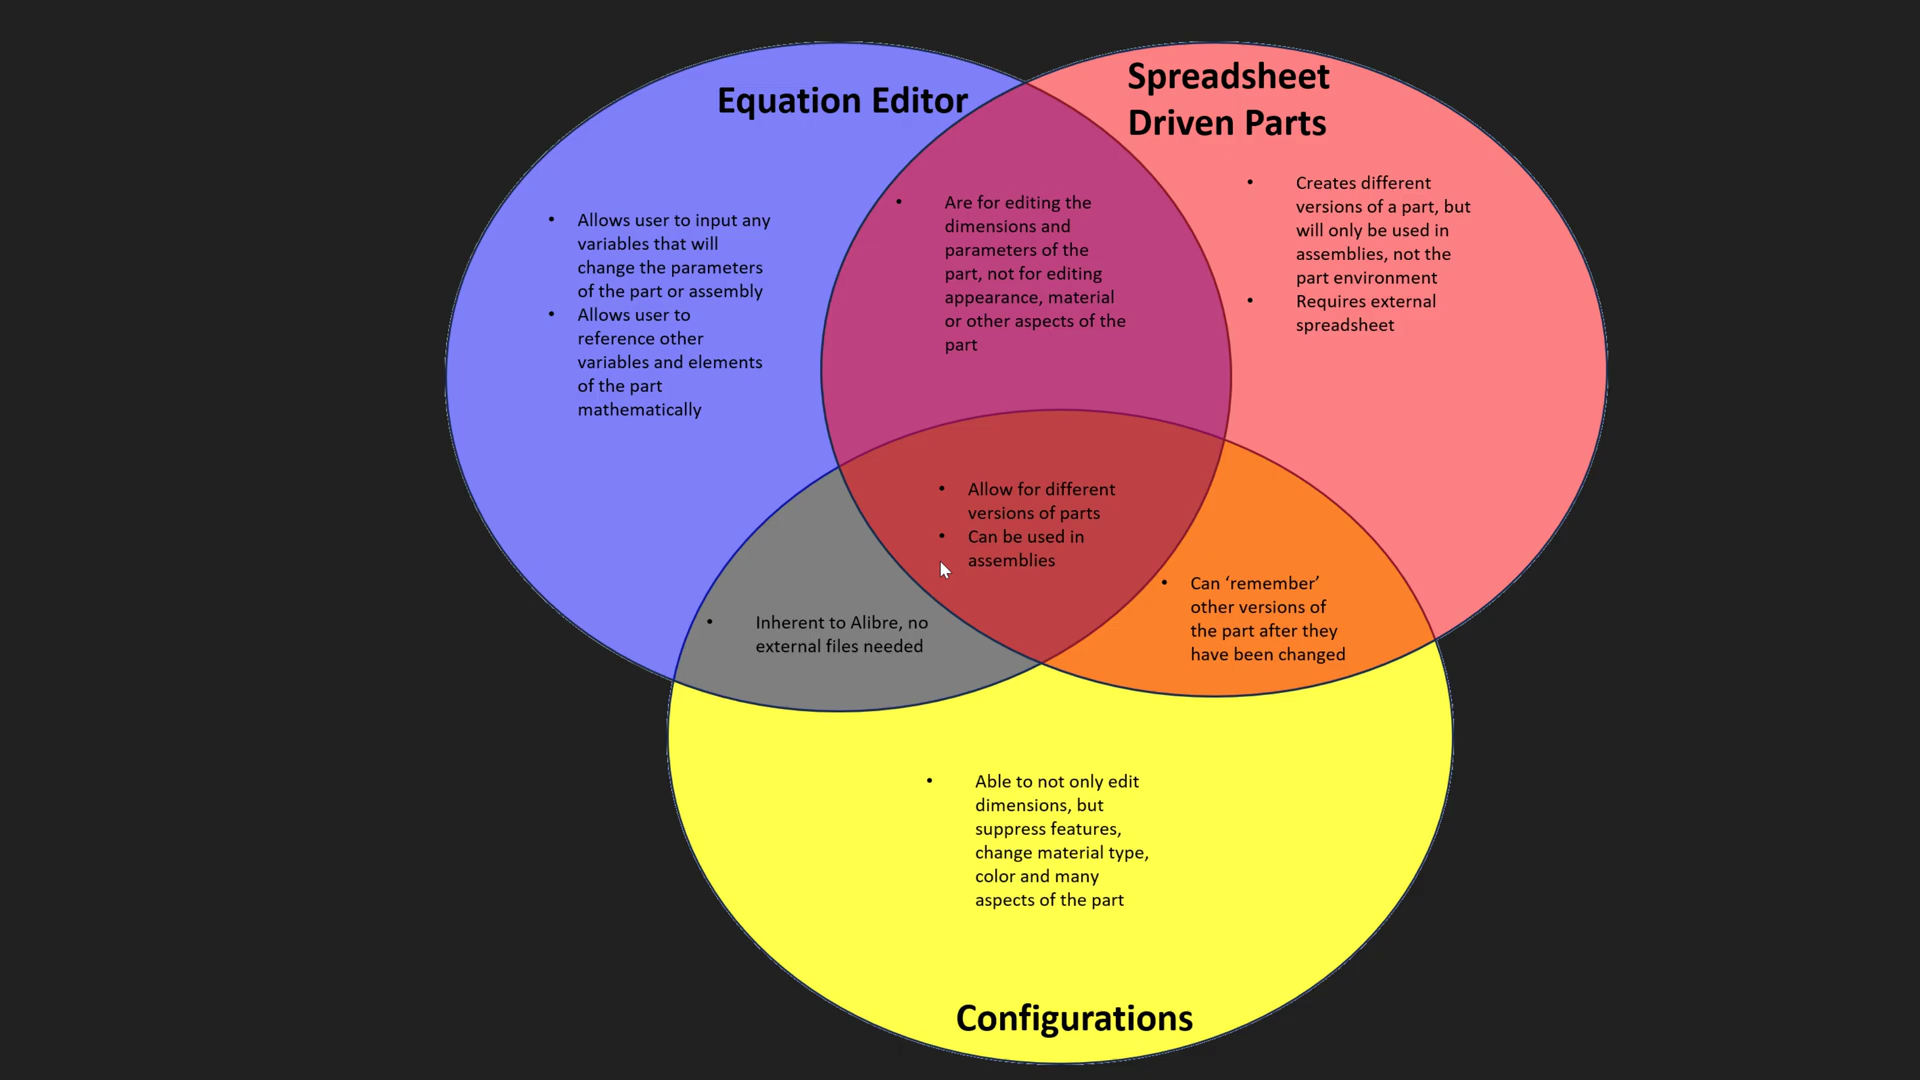 Equation Editor
Spreadsheet
Driven Parts
• Allows user to input any
variables that will
change the parameters
of the part or assembly
• Allows user to
reference other
variables and elements
of the part
mathematically
• Are for editing the
dimensions and
parameters of the
part, not for editing
appearance, material
or other aspects of the
part
• Creates different
versions of a part, but
will only be used in
assemblies, not the
part environment
• Requires external
spreadsheet
• Allow for different
versions of parts
• Can be used in
assemblies
• Inherent to Alibre, no
external files needed
• Can ‘remember’
other versions of
the part after they
have been changed
• Able to not only edit
dimensions, but
suppress features,
change material type,
color and many
aspects of the part
Configurations